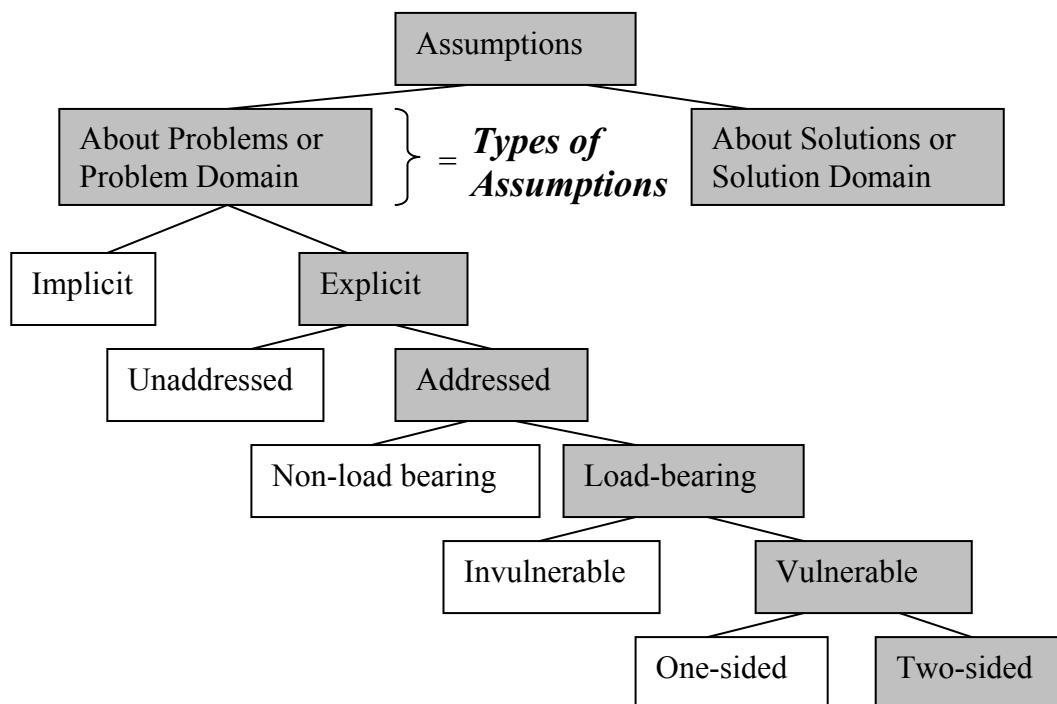 Assumptions
About Problems or
Problem Domain
= Types of
Assumptions
About Solutions or
Solution Domain
Implicit
Explicit
Unaddressed
Addressed
Non-load bearing
Load-bearing
Invulnerable
Vulnerable
One-sided
Two-sided